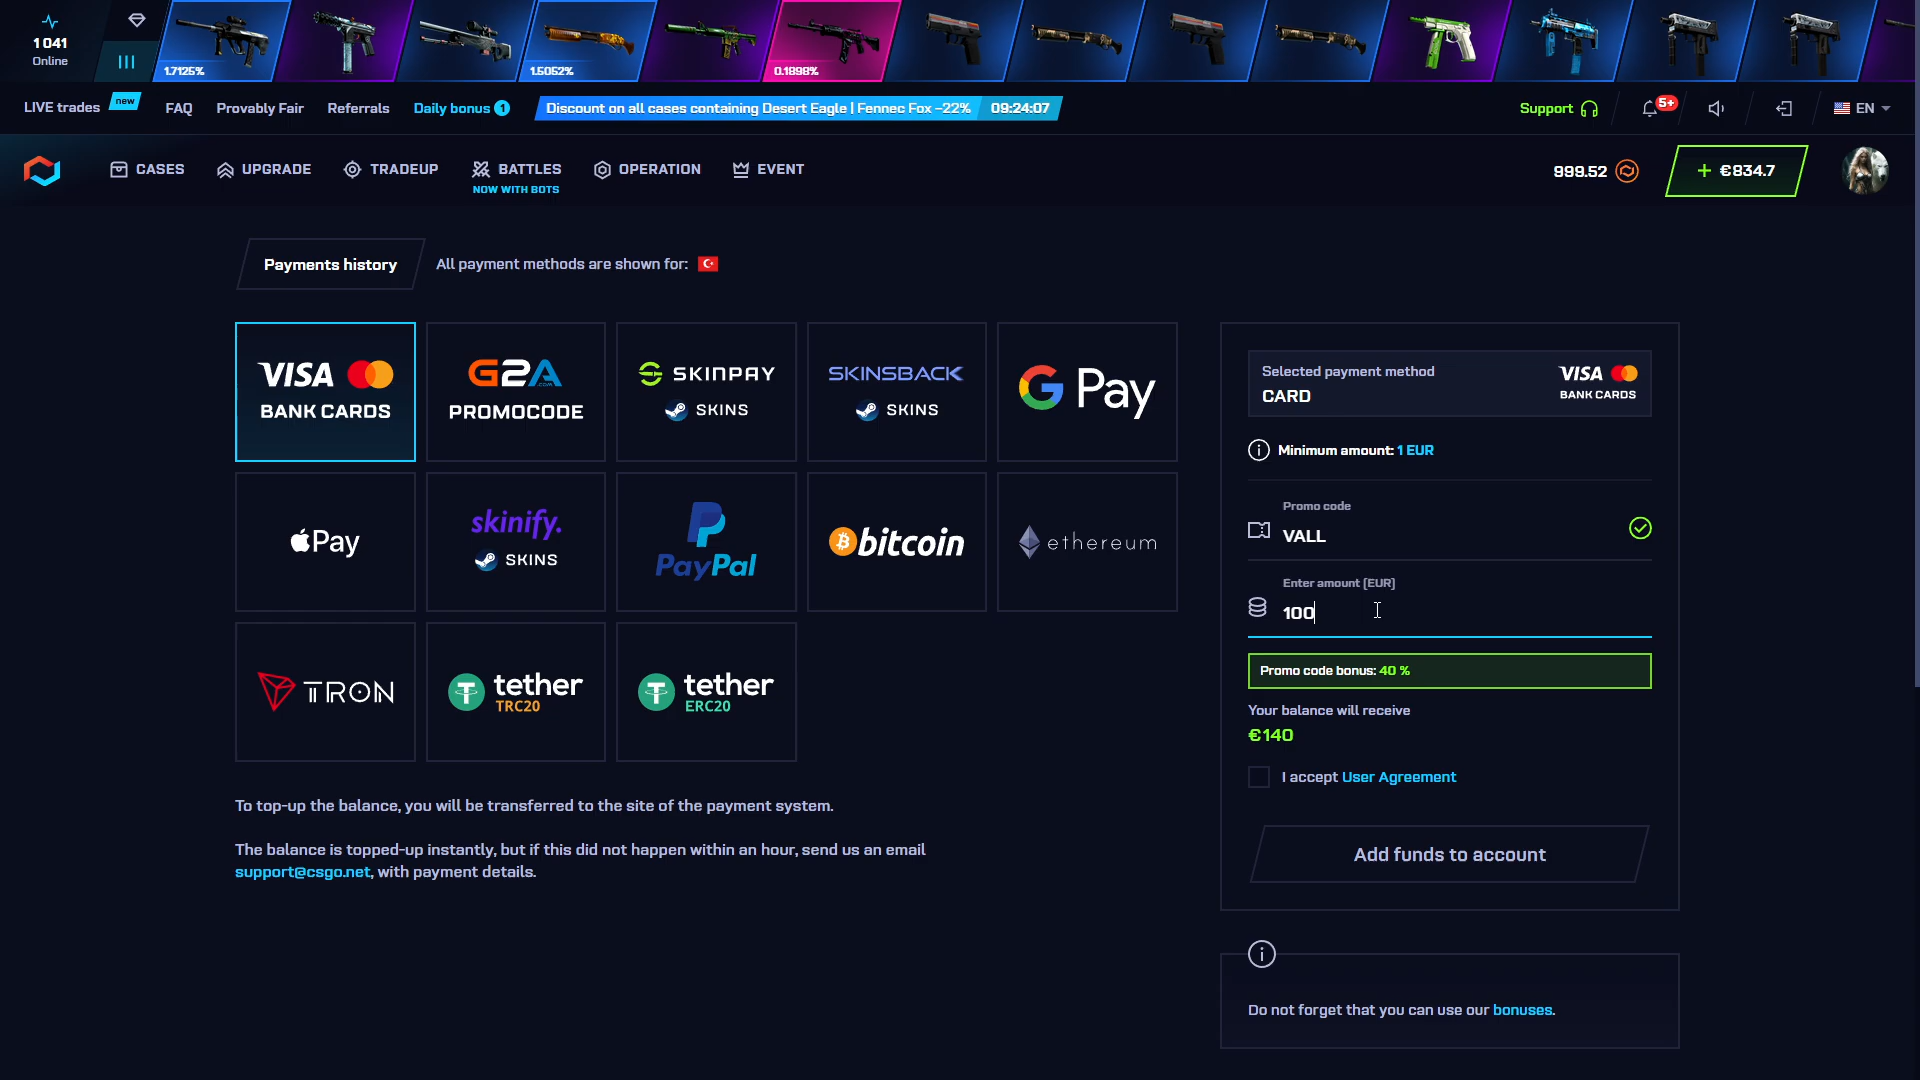 1 041
Online
1.7125%
1.5052%
0.1898%
LIVE trades
new
FAQ
Provably Fair
Referrals
Daily bonus 1
Discount on all cases containing Desert Eagle | Fennec Fox –22% 09:24:07
Support
5+
EN
CASES
UPGRADE
TRADEUP
BATTLES
NOW WITH BOTS
OPERATION
EVENT
999.52
+ €834.7
Payments history
All payment methods are shown for:
VISA
BANK CARDS
G2A.COM
PROMOCODE
SKINPAY
SKINS
SKINSBACK
SKINS
G Pay
Pay
skinify.
SKINS
PayPal
bitcoin
ethereum
TRON
tether
TRC20
tether
ERC20
To top-up the balance, you will be transferred to the site of the payment system.
The balance is topped-up instantly, but if this did not happen within an hour, send us an email
support@csgo.net, with payment details.
Selected payment method
CARD
VISA
BANK CARDS
Minimum amount: 1 EUR
Promo code
VALL
Enter amount [EUR]
100
Promo code bonus: 40 %
Your balance will receive
€140
I accept User Agreement
Add funds to account
Do not forget that you can use our bonuses.